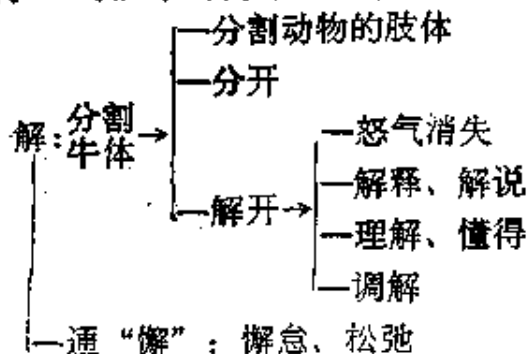 分割动物的肢体
分开
解：分割牛体→
怒气消失
解释、解说
解开→
理解、懂得
调解
通“懈”：懈怠、松弛